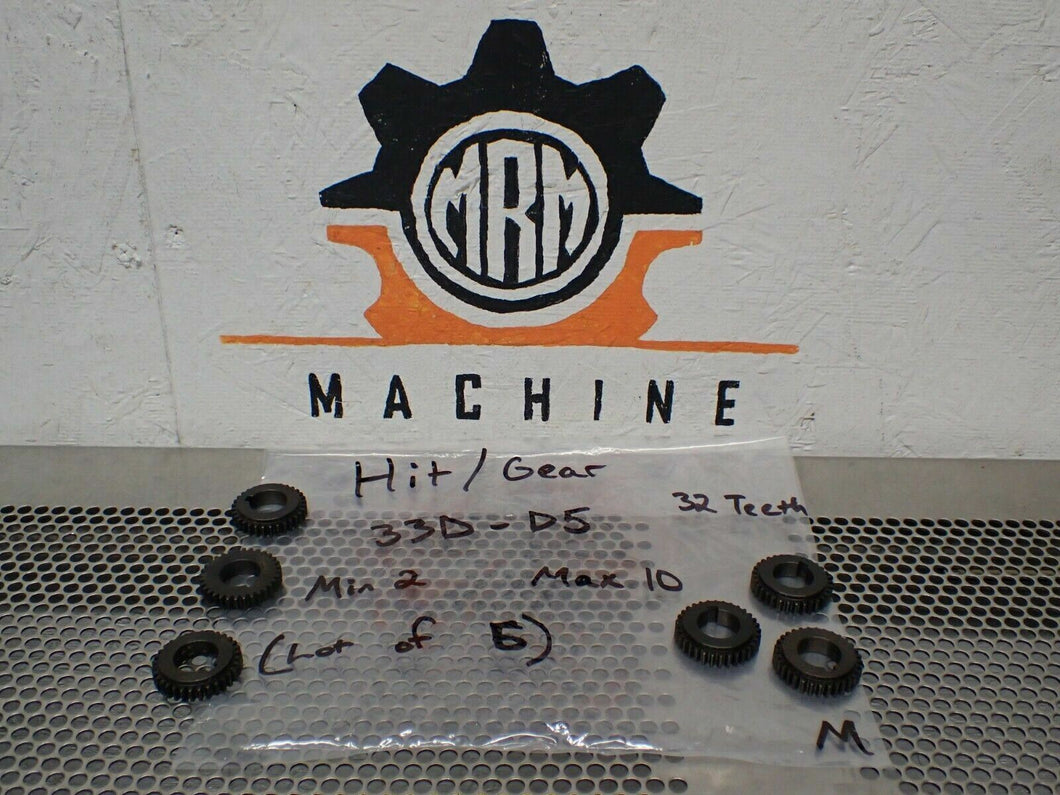 MRM
MACHINE
Hit/Gear
32 Teeth
33D-D5
Min 2 Max 10
(Lot of 5)
M